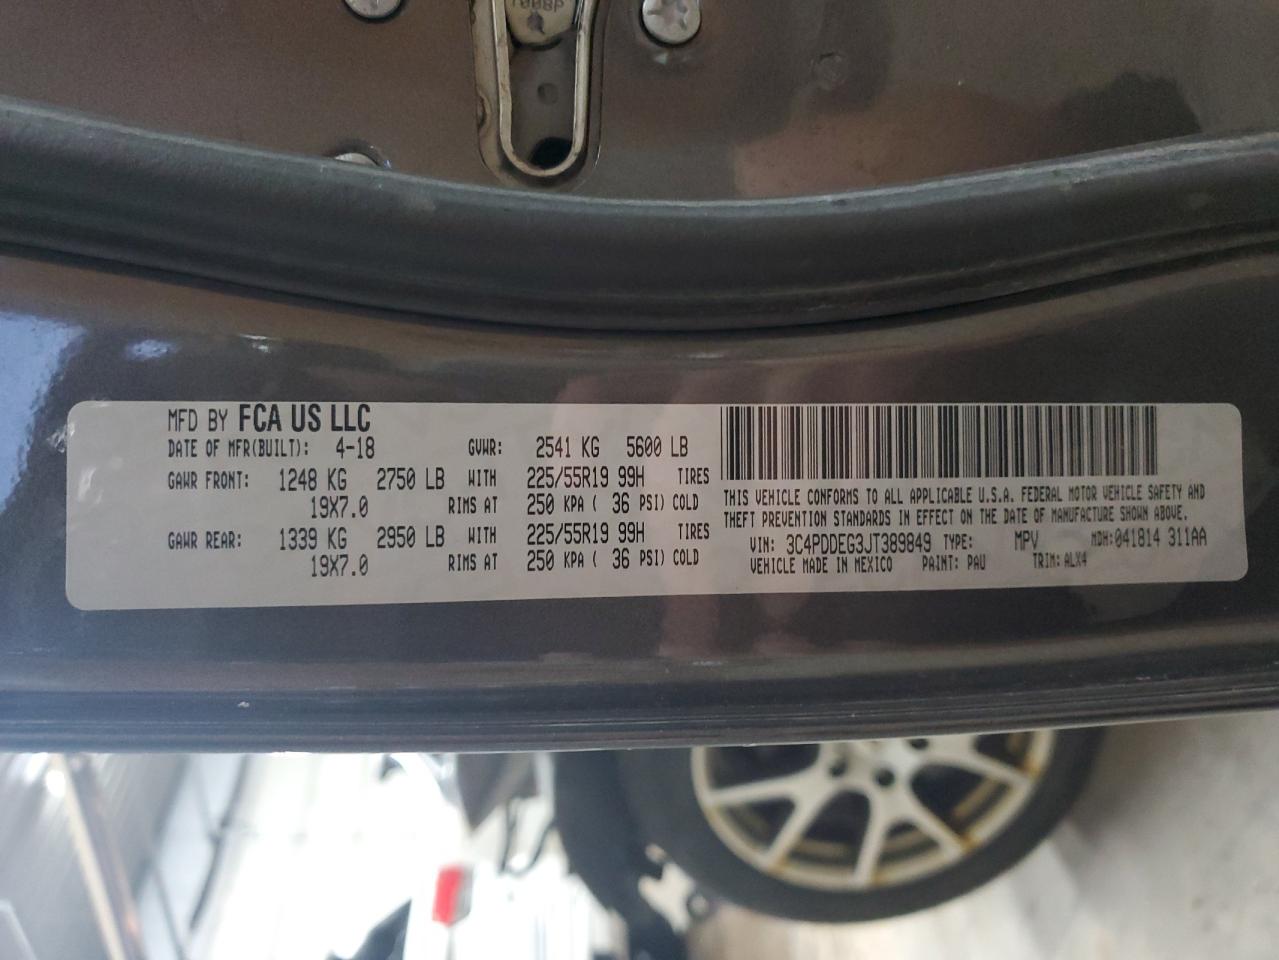 1008P
MFD BY FCA US LLC
DATE OF MFR(BUILT): 4-18 GVWR: 2541 KG 5600 LB
GAWR FRONT: 1248 KG 2750 LB WITH 225/55R19 99H TIRES
19X7.0 RIMS AT 250 KPA ( 36 PSI) COLD
GAWR REAR: 1339 KG 2950 LB WITH 225/55R19 99H TIRES
19X7.0 RIMS AT 250 KPA ( 36 PSI) COLD
THIS VEHICLE CONFORMS TO ALL APPLICABLE U.S.A. FEDERAL MOTOR VEHICLE SAFETY AND
THEFT PREVENTION STANDARDS IN EFFECT ON THE DATE OF MANUFACTURE SHOWN ABOVE.
VIN: 3C4PDDEG3JT389849 TYPE: MPV MDH:041814 311AA
VEHICLE MADE IN MEXICO PAINT: PAU TRIM: ALX4